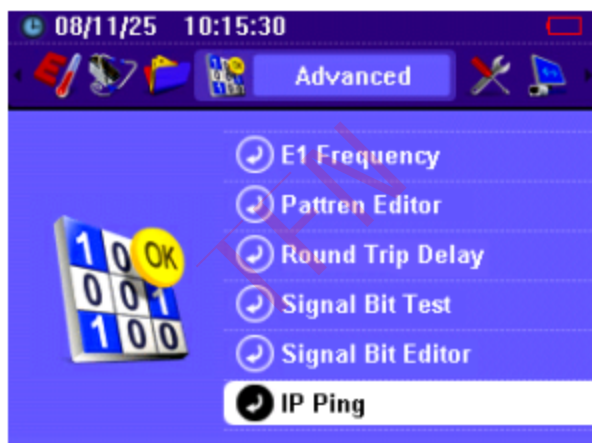 08/11/25 10:15:30
Advanced
E1 Frequency
Pattren Editor
Round Trip Delay
Signal Bit Test
Signal Bit Editor
IP Ping
1 0 OK
0 0 1
1 0 0